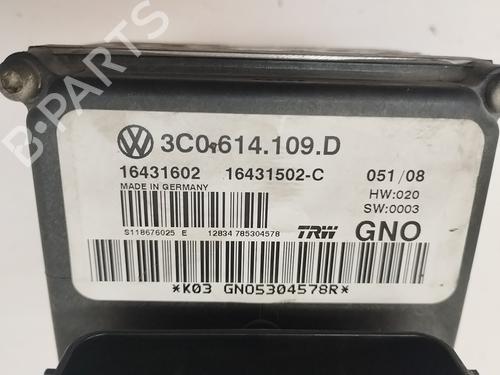 3C0.614.109.D
16431602 16431502-C 051/08
MADE IN GERMANY HW:020
SW:0003
S118676025 E 12834 785304578 TRW GNO
*K03 GNO5304578R*
B-PARTS